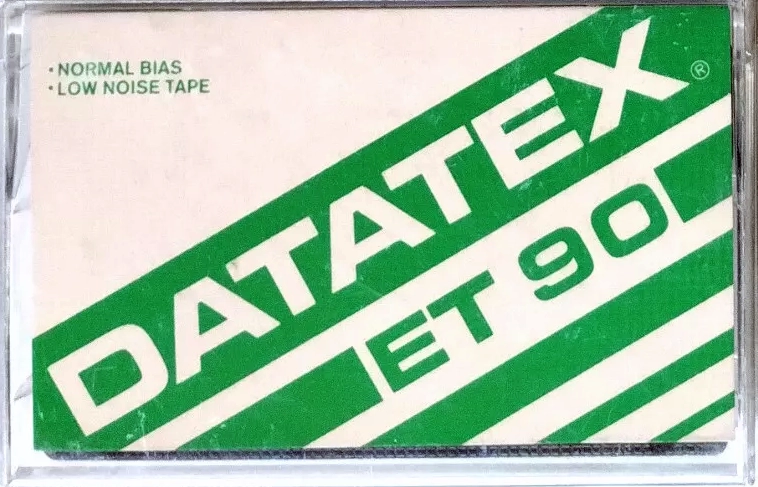 ·NORMAL BIAS
·LOW NOISE TAPE
DATATEX®
ET 90